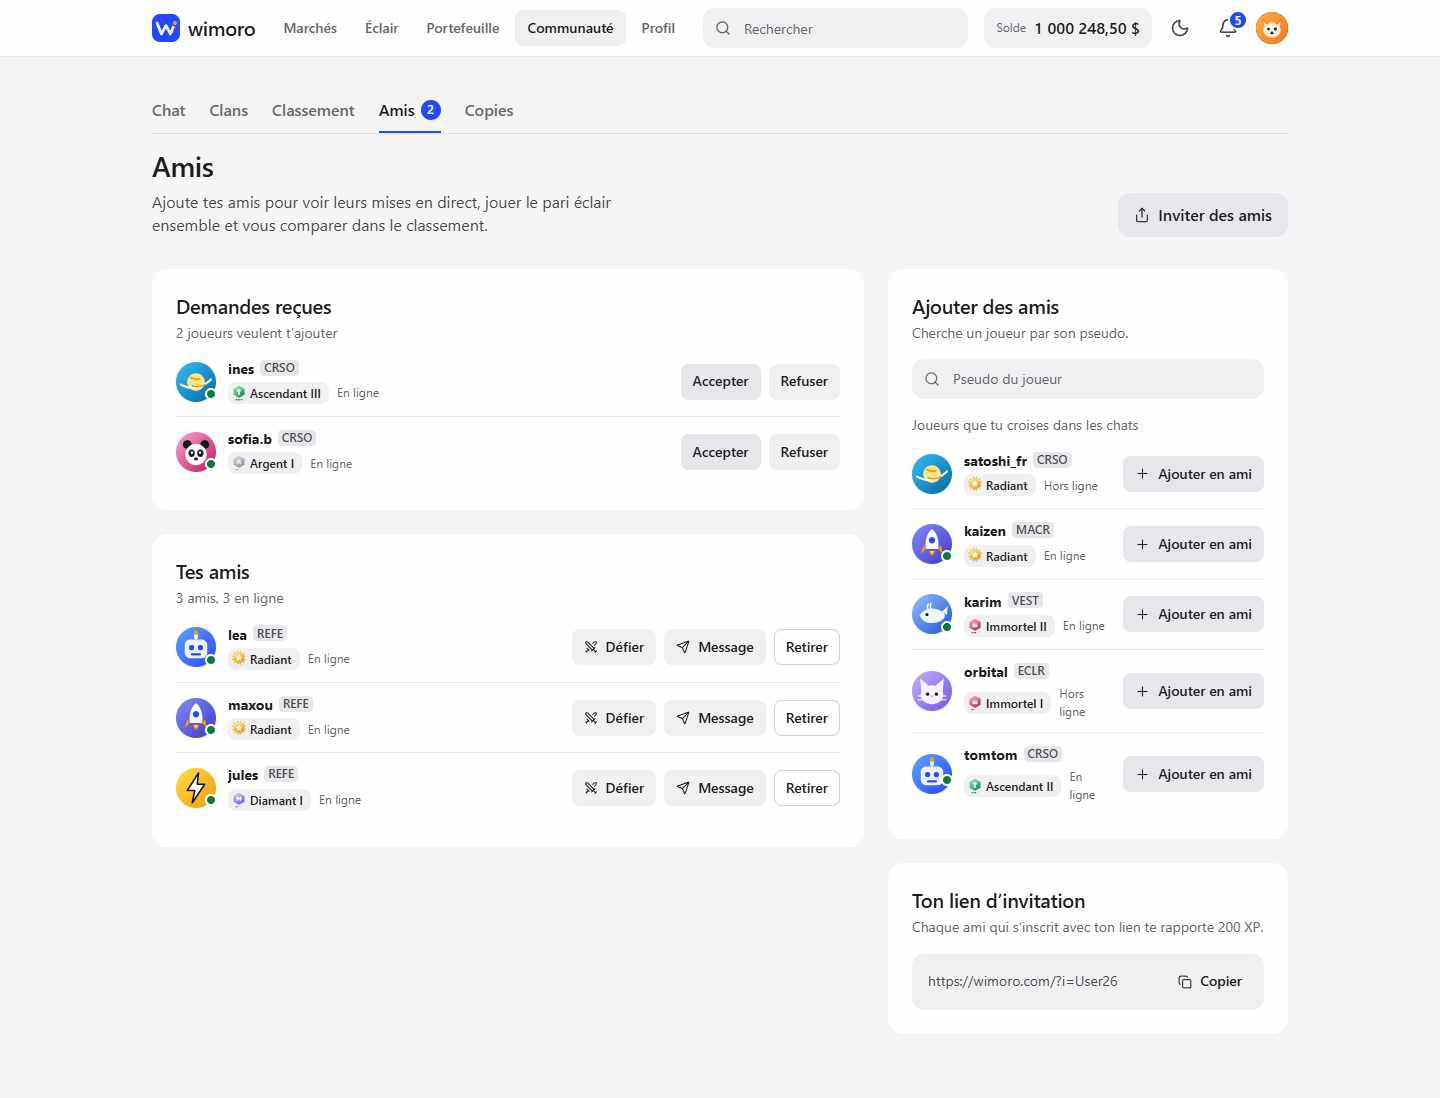 wimoro
Marchés
Éclair
Portefeuille
Communauté
Profil
Rechercher
Solde 1 000 248,50 $
5
Chat
Clans
Classement
Amis 2
Copies
Amis
Ajoute tes amis pour voir leurs mises en direct, jouer le pari éclair
ensemble et vous comparer dans le classement.
Inviter des amis
Demandes reçues
2 joueurs veulent t’ajouter
ines CRSO
Ascendant III En ligne
Accepter
Refuser
sofia.b CRSO
Argent I En ligne
Accepter
Refuser
Tes amis
3 amis, 3 en ligne
lea REFE
Radiant En ligne
Défier
Message
Retirer
maxou REFE
Radiant En ligne
Défier
Message
Retirer
jules REFE
Diamant I En ligne
Défier
Message
Retirer
Ajouter des amis
Cherche un joueur par son pseudo.
Pseudo du joueur
Joueurs que tu croises dans les chats
satoshi_fr CRSO
Radiant Hors ligne
Ajouter en ami
kaizen MACR
Radiant En ligne
Ajouter en ami
karim VEST
Immortel II En ligne
Ajouter en ami
orbital ECLR
Immortel I Hors
ligne
Ajouter en ami
tomtom CRSO
Ascendant II En
ligne
Ajouter en ami
Ton lien d’invitation
Chaque ami qui s’inscrit avec ton lien te rapporte 200 XP.
https://wimoro.com/?i=User26
Copier